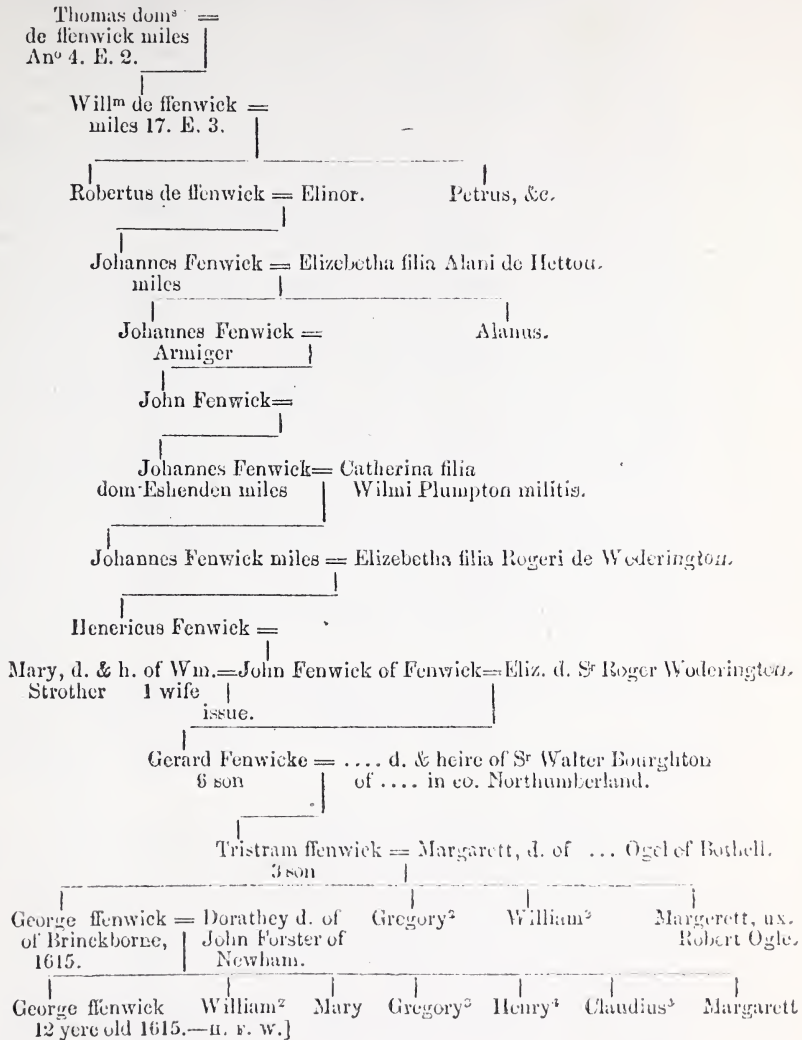 Thomas domˢ =
de ffenwick miles
Anᵒ 4. E. 2.
Willᵐ de ffenwick =
miles 17. E. 3.
Robertus de ffenwick = Elinor. Petrus, &c.
Johannes Fenwick = Elizebetha filia Alani de Hetton.
miles
Johannes Fenwick = Alanus.
Armiger
John Fenwick=
Johannes Fenwick= Catherina filia
dom Eshenden miles Wilmi Plumpton militis.
Johannes Fenwick miles = Elizebetha filia Rogeri de Woderington.
Henericus Fenwick =
Mary, d. & h. of Wm.=John Fenwick of Fenwick=Eliz. d. Sʳ Roger Woderington.
Strother 1 wife
issue.
Gerard Fenwicke = .... d. & heire of Sʳ Walter Bourghton
6 son of .... in co. Northumberland.
Tristram ffenwick = Margarett, d. of ... Ogel of Bothell.
3 son
George ffenwick = Dorathey d. of Gregory² William³ Margerett, ux.
of Brinckborne, John Forster of Robert Ogle.
1615. Newham.
George ffenwick William² Mary Gregory³ Henry⁴ Claudius⁵ Margarett
12 yere old 1615.—H. F. W.]